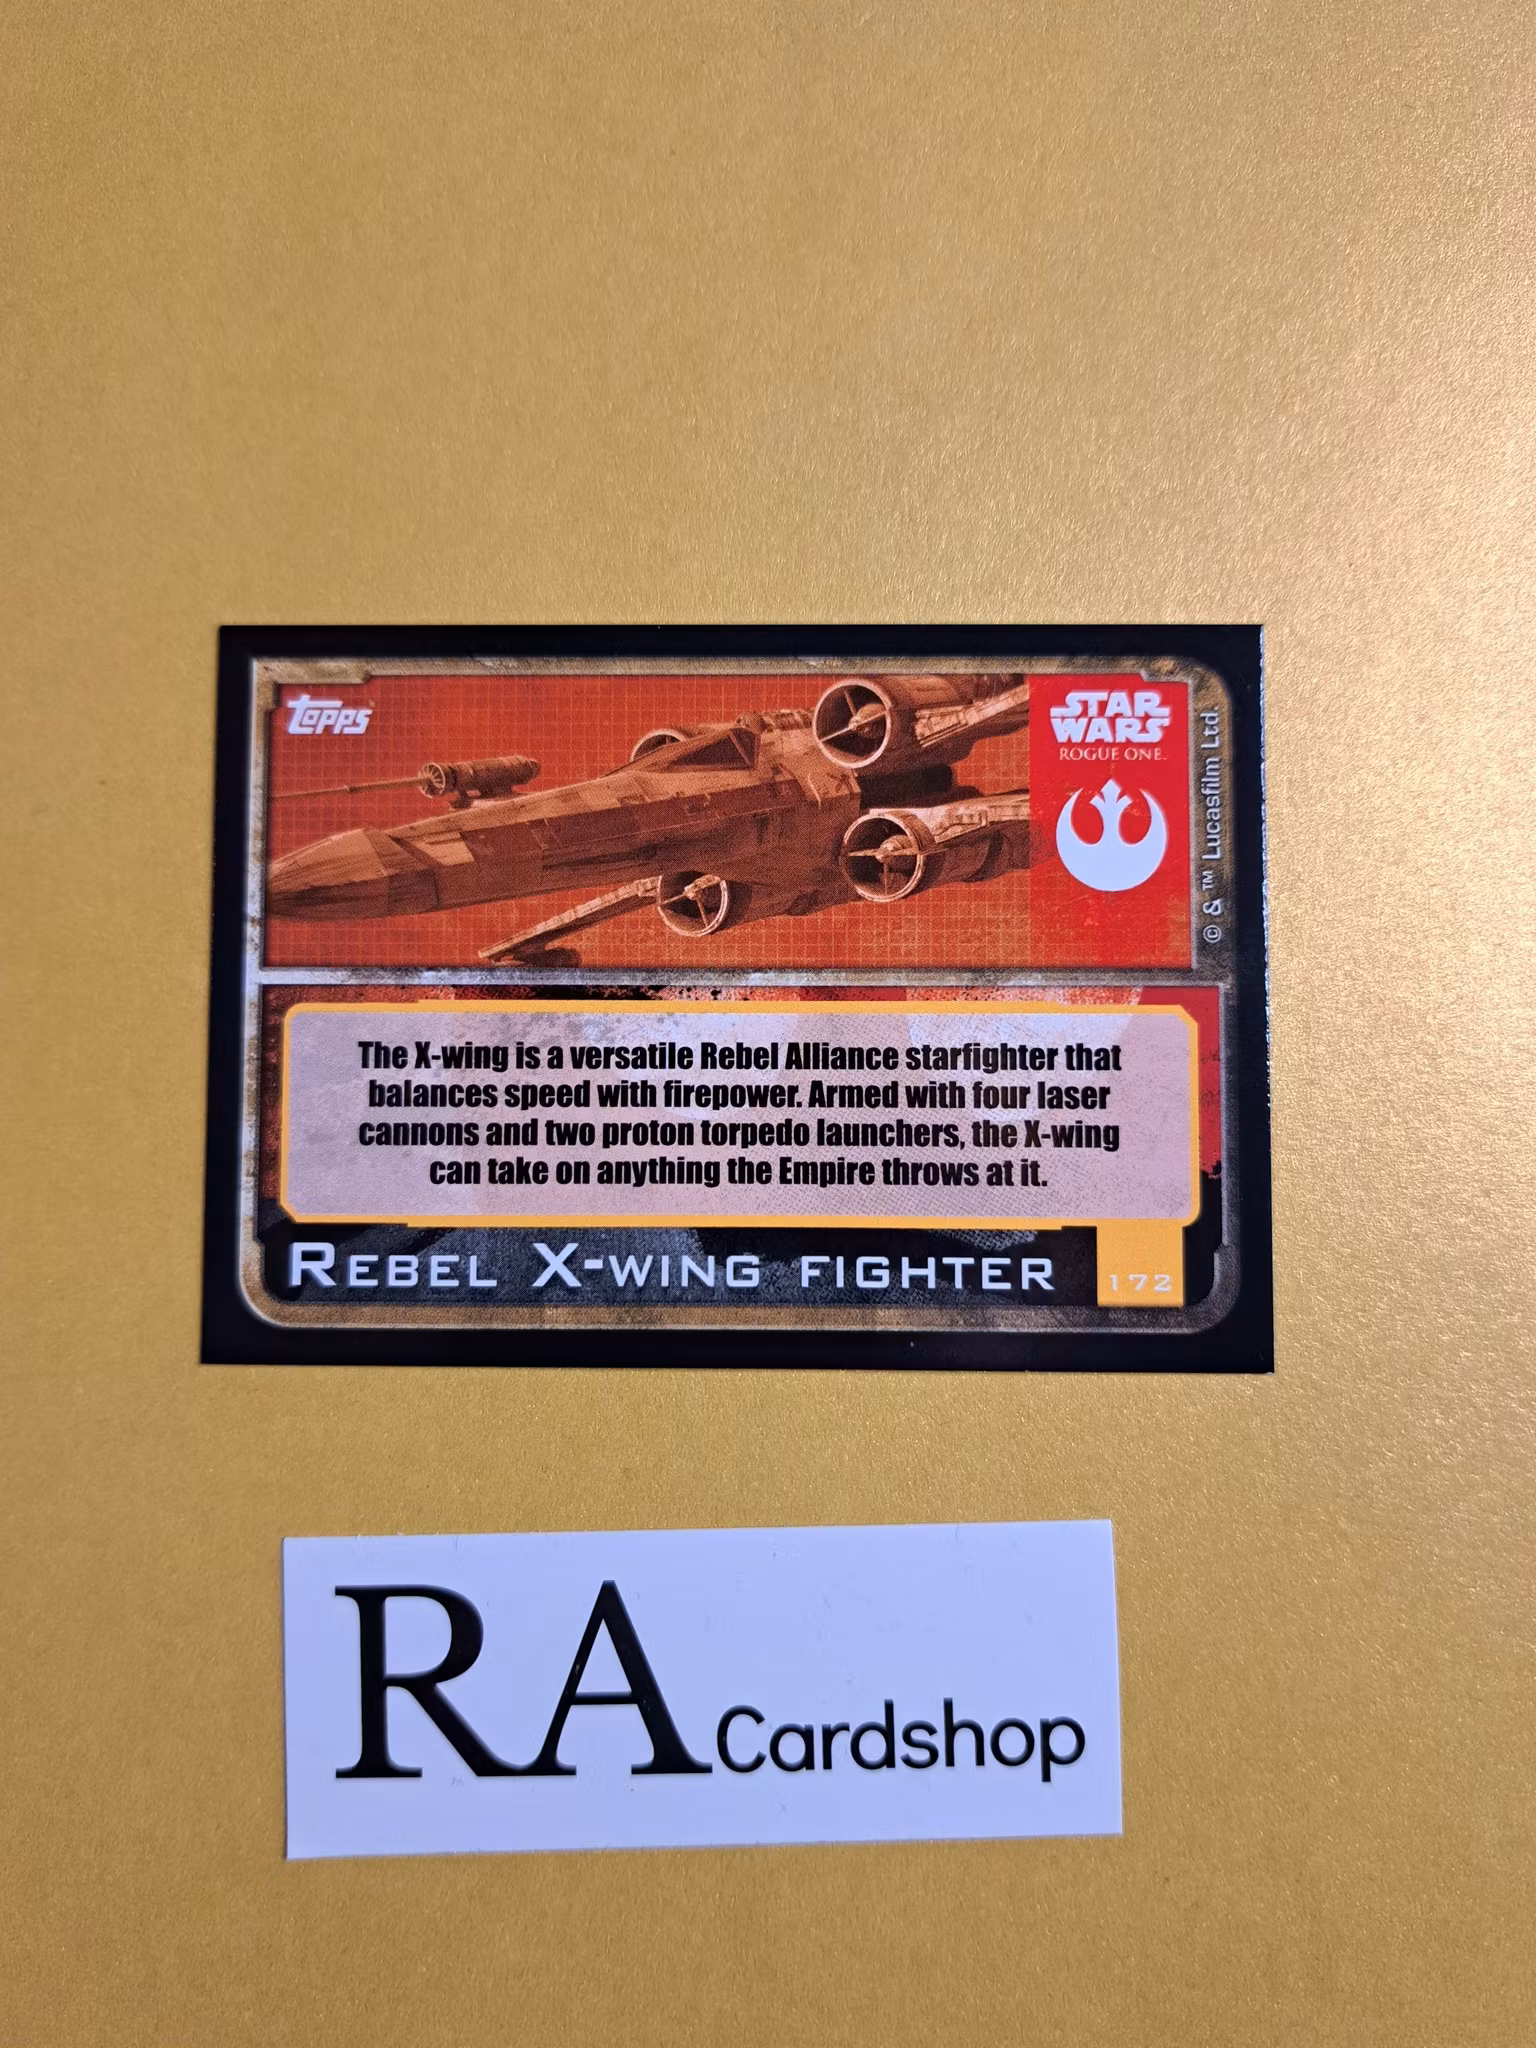 topps
STAR
WARS
ROGUE ONE™
© & ™ Lucasfilm Ltd.
The X-wing is a versatile Rebel Alliance starfighter that
balances speed with firepower. Armed with four laser
cannons and two proton torpedo launchers, the X-wing
can take on anything the Empire throws at it.
REBEL X-WING FIGHTER
172
RA Cardshop